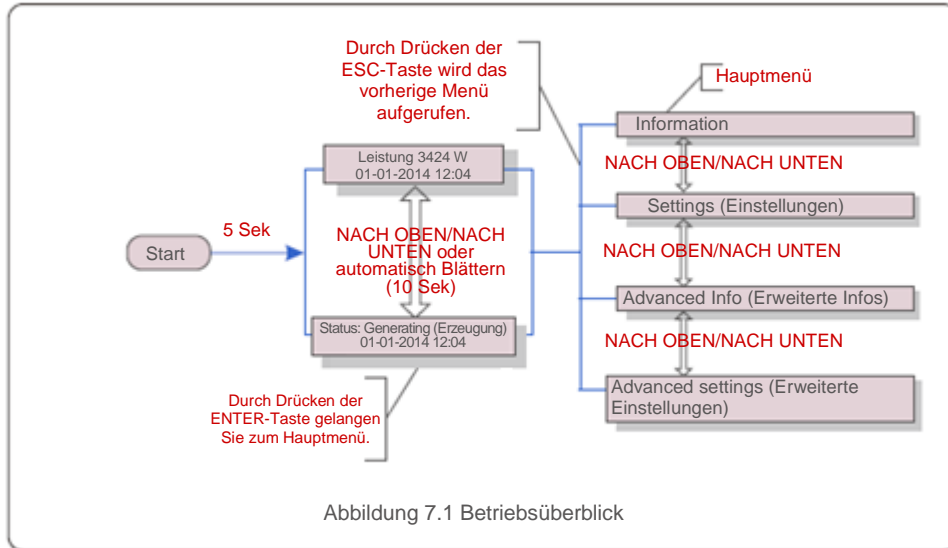 Durch Drücken der
ESC-Taste wird das
vorherige Menü
aufgerufen.
Hauptmenü
Information
Leistung 3424 W
01-01-2014 12:04
NACH OBEN/NACH UNTEN
Settings (Einstellungen)
5 Sek
Start
NACH OBEN/NACH
UNTEN oder
automatisch Blättern
(10 Sek)
NACH OBEN/NACH UNTEN
Advanced Info (Erweiterte Infos)
Status: Generating (Erzeugung)
01-01-2014 12:04
NACH OBEN/NACH UNTEN
Advanced settings (Erweiterte
Einstellungen)
Durch Drücken der
ENTER-Taste gelangen
Sie zum Hauptmenü.
Abbildung 7.1 Betriebsüberblick